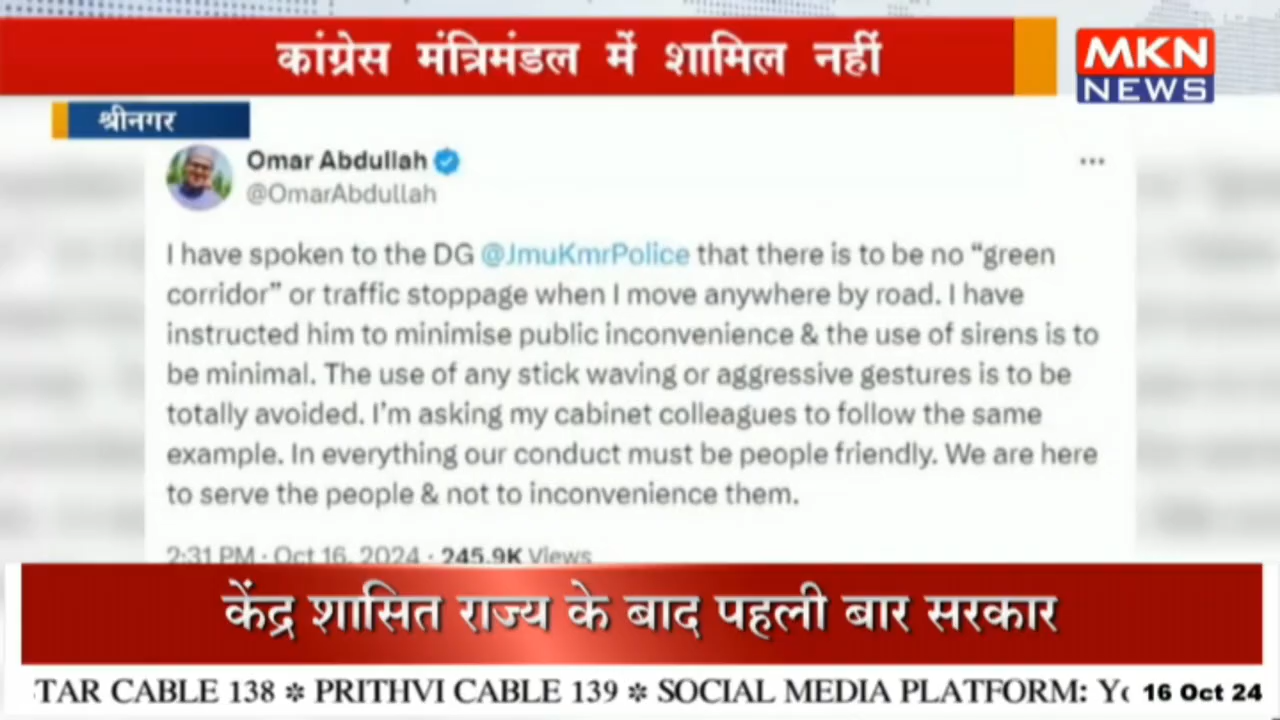 कांग्रेस मंत्रिमंडल में शामिल नहीं
MKN
NEWS
श्रीनगर
Omar Abdullah
@OmarAbdullah
I have spoken to the DG @JmuKmrPolice that there is to be no “green
corridor” or traffic stoppage when I move anywhere by road. I have
instructed him to minimise public inconvenience & the use of sirens is to
be minimal. The use of any stick waving or aggressive gestures is to be
totally avoided. I’m asking my cabinet colleagues to follow the same
example. In everything our conduct must be people friendly. We are here
to serve the people & not to inconvenience them.
2:31 PM · Oct 16, 2024 · 245.9K Views
केंद्र शासित राज्य के बाद पहली बार सरकार
TAR CABLE 138 ✲ PRITHVI CABLE 139 ✲ SOCIAL MEDIA PLATFORM: Yo
16 Oct 24